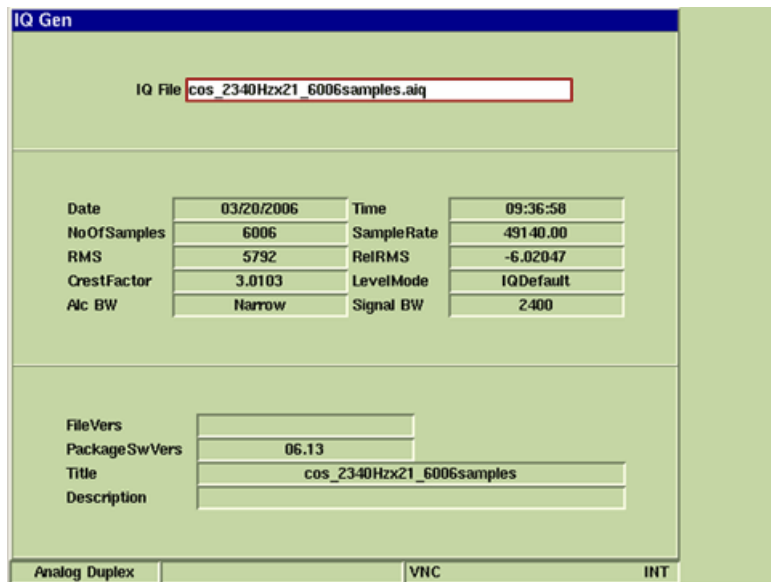 IQ Gen
IQ File cos_2340Hzx21_6006samples.aiq
Date 03/20/2006 Time 09:36:58
NoOfSamples 6006 SampleRate 49140.00
RMS 5792 RelRMS -6.02047
CrestFactor 3.0103 LevelMode IQDefault
Alc BW Narrow Signal BW 2400
FileVers
PackageSwVers 06.13
Title cos_2340Hzx21_6006samples
Description
Analog Duplex VNC INT